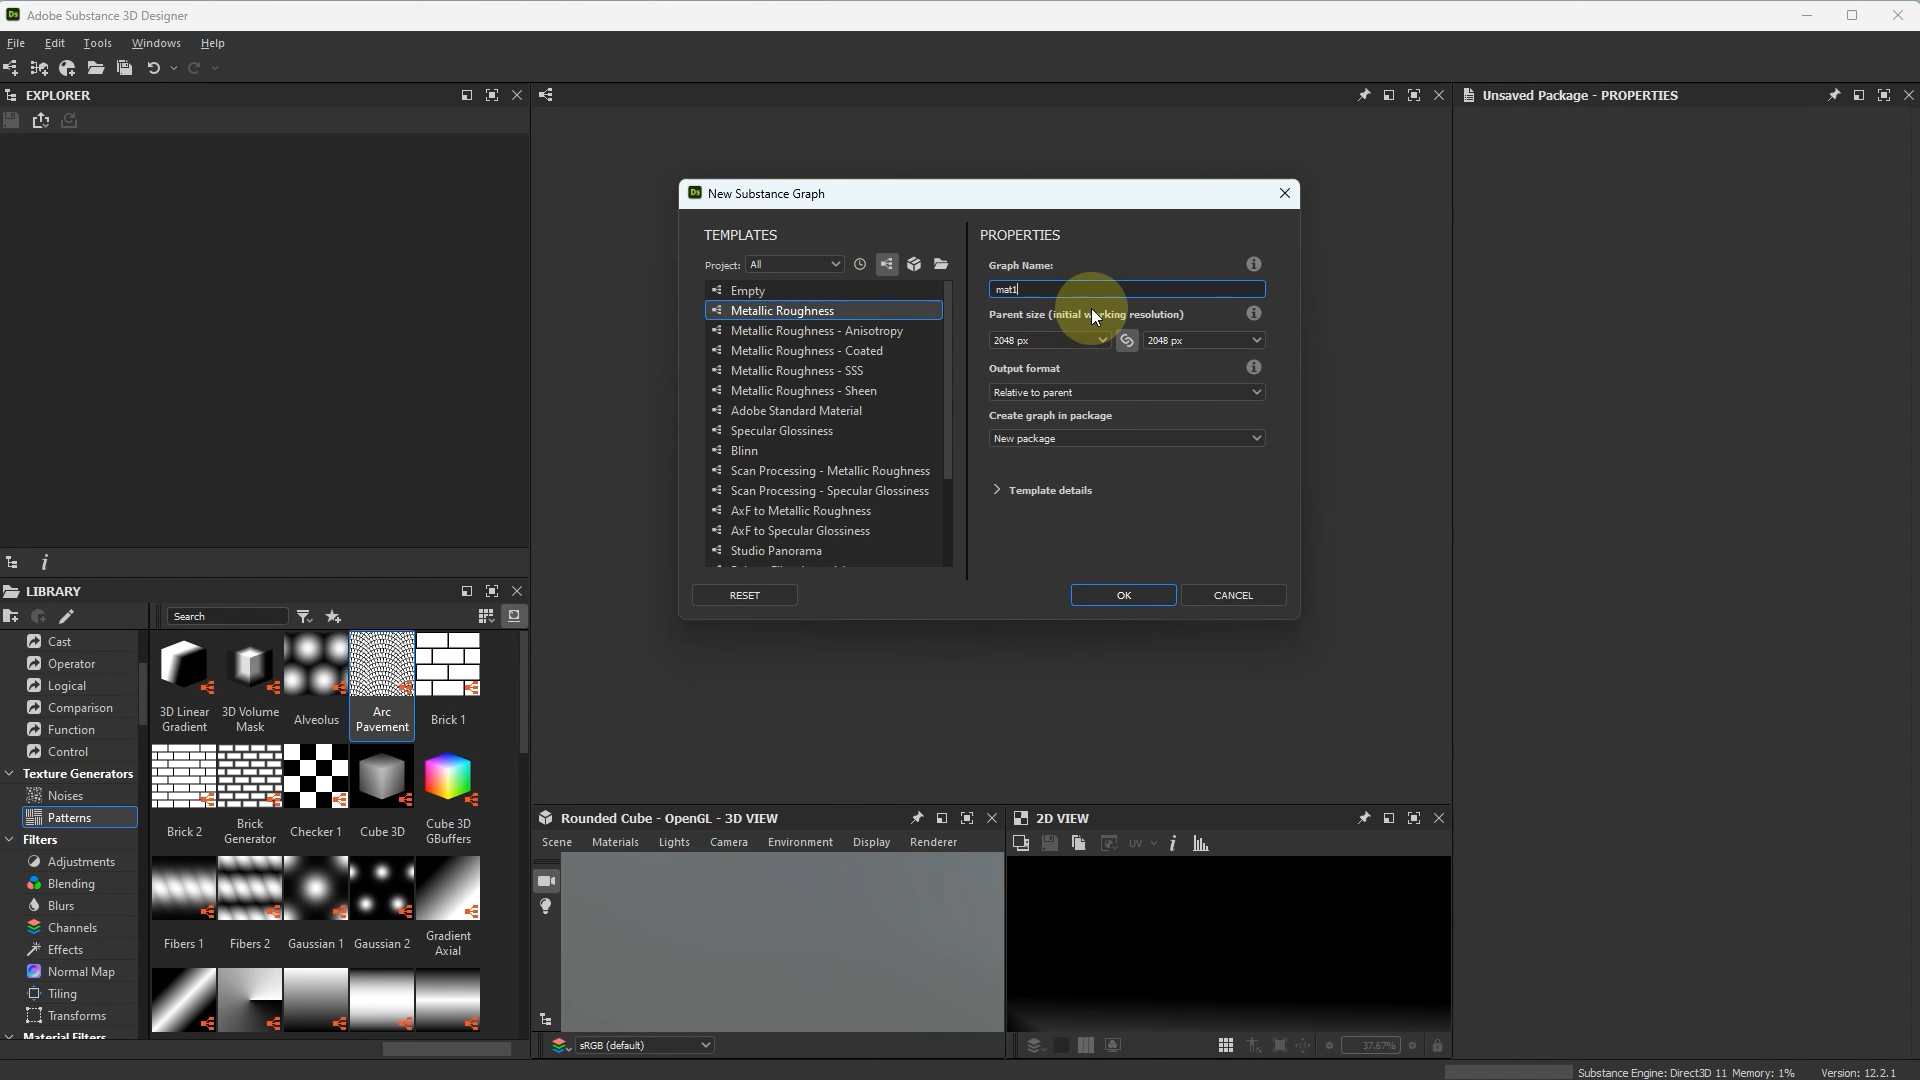 Adobe Substance 3D Designer
File Edit Tools Windows Help
EXPLORER
Unsaved Package - PROPERTIES
New Substance Graph
TEMPLATES
Project: All
Empty
Metallic Roughness
Metallic Roughness - Anisotropy
Metallic Roughness - Coated
Metallic Roughness - SSS
Metallic Roughness - Sheen
Adobe Standard Material
Specular Glossiness
Blinn
Scan Processing - Metallic Roughness
Scan Processing - Specular Glossiness
AxF to Metallic Roughness
AxF to Specular Glossiness
Studio Panorama
RESET
PROPERTIES
Graph Name:
mat1
Parent size (initial working resolution)
2048 px 2048 px
Output format
Relative to parent
Create graph in package
New package
Template details
OK CANCEL
LIBRARY
Search
Cast
Operator
Logical
Comparison
Function
Control
Texture Generators
Noises
Patterns
Filters
Adjustments
Blending
Blurs
Channels
Effects
Normal Map
Tiling
Transforms
Material Filters
3D Linear Gradient
3D Volume Mask
Alveolus
Arc Pavement
Brick 1
Brick 2
Brick Generator
Checker 1
Cube 3D
Cube 3D GBuffers
Fibers 1
Fibers 2
Gaussian 1
Gaussian 2
Gradient Axial
Rounded Cube - OpenGL - 3D VIEW
Scene Materials Lights Camera Environment Display Renderer
sRGB (default)
2D VIEW
UV
37.67%
Substance Engine: Direct3D 11 Memory: 1% Version: 12.2.1